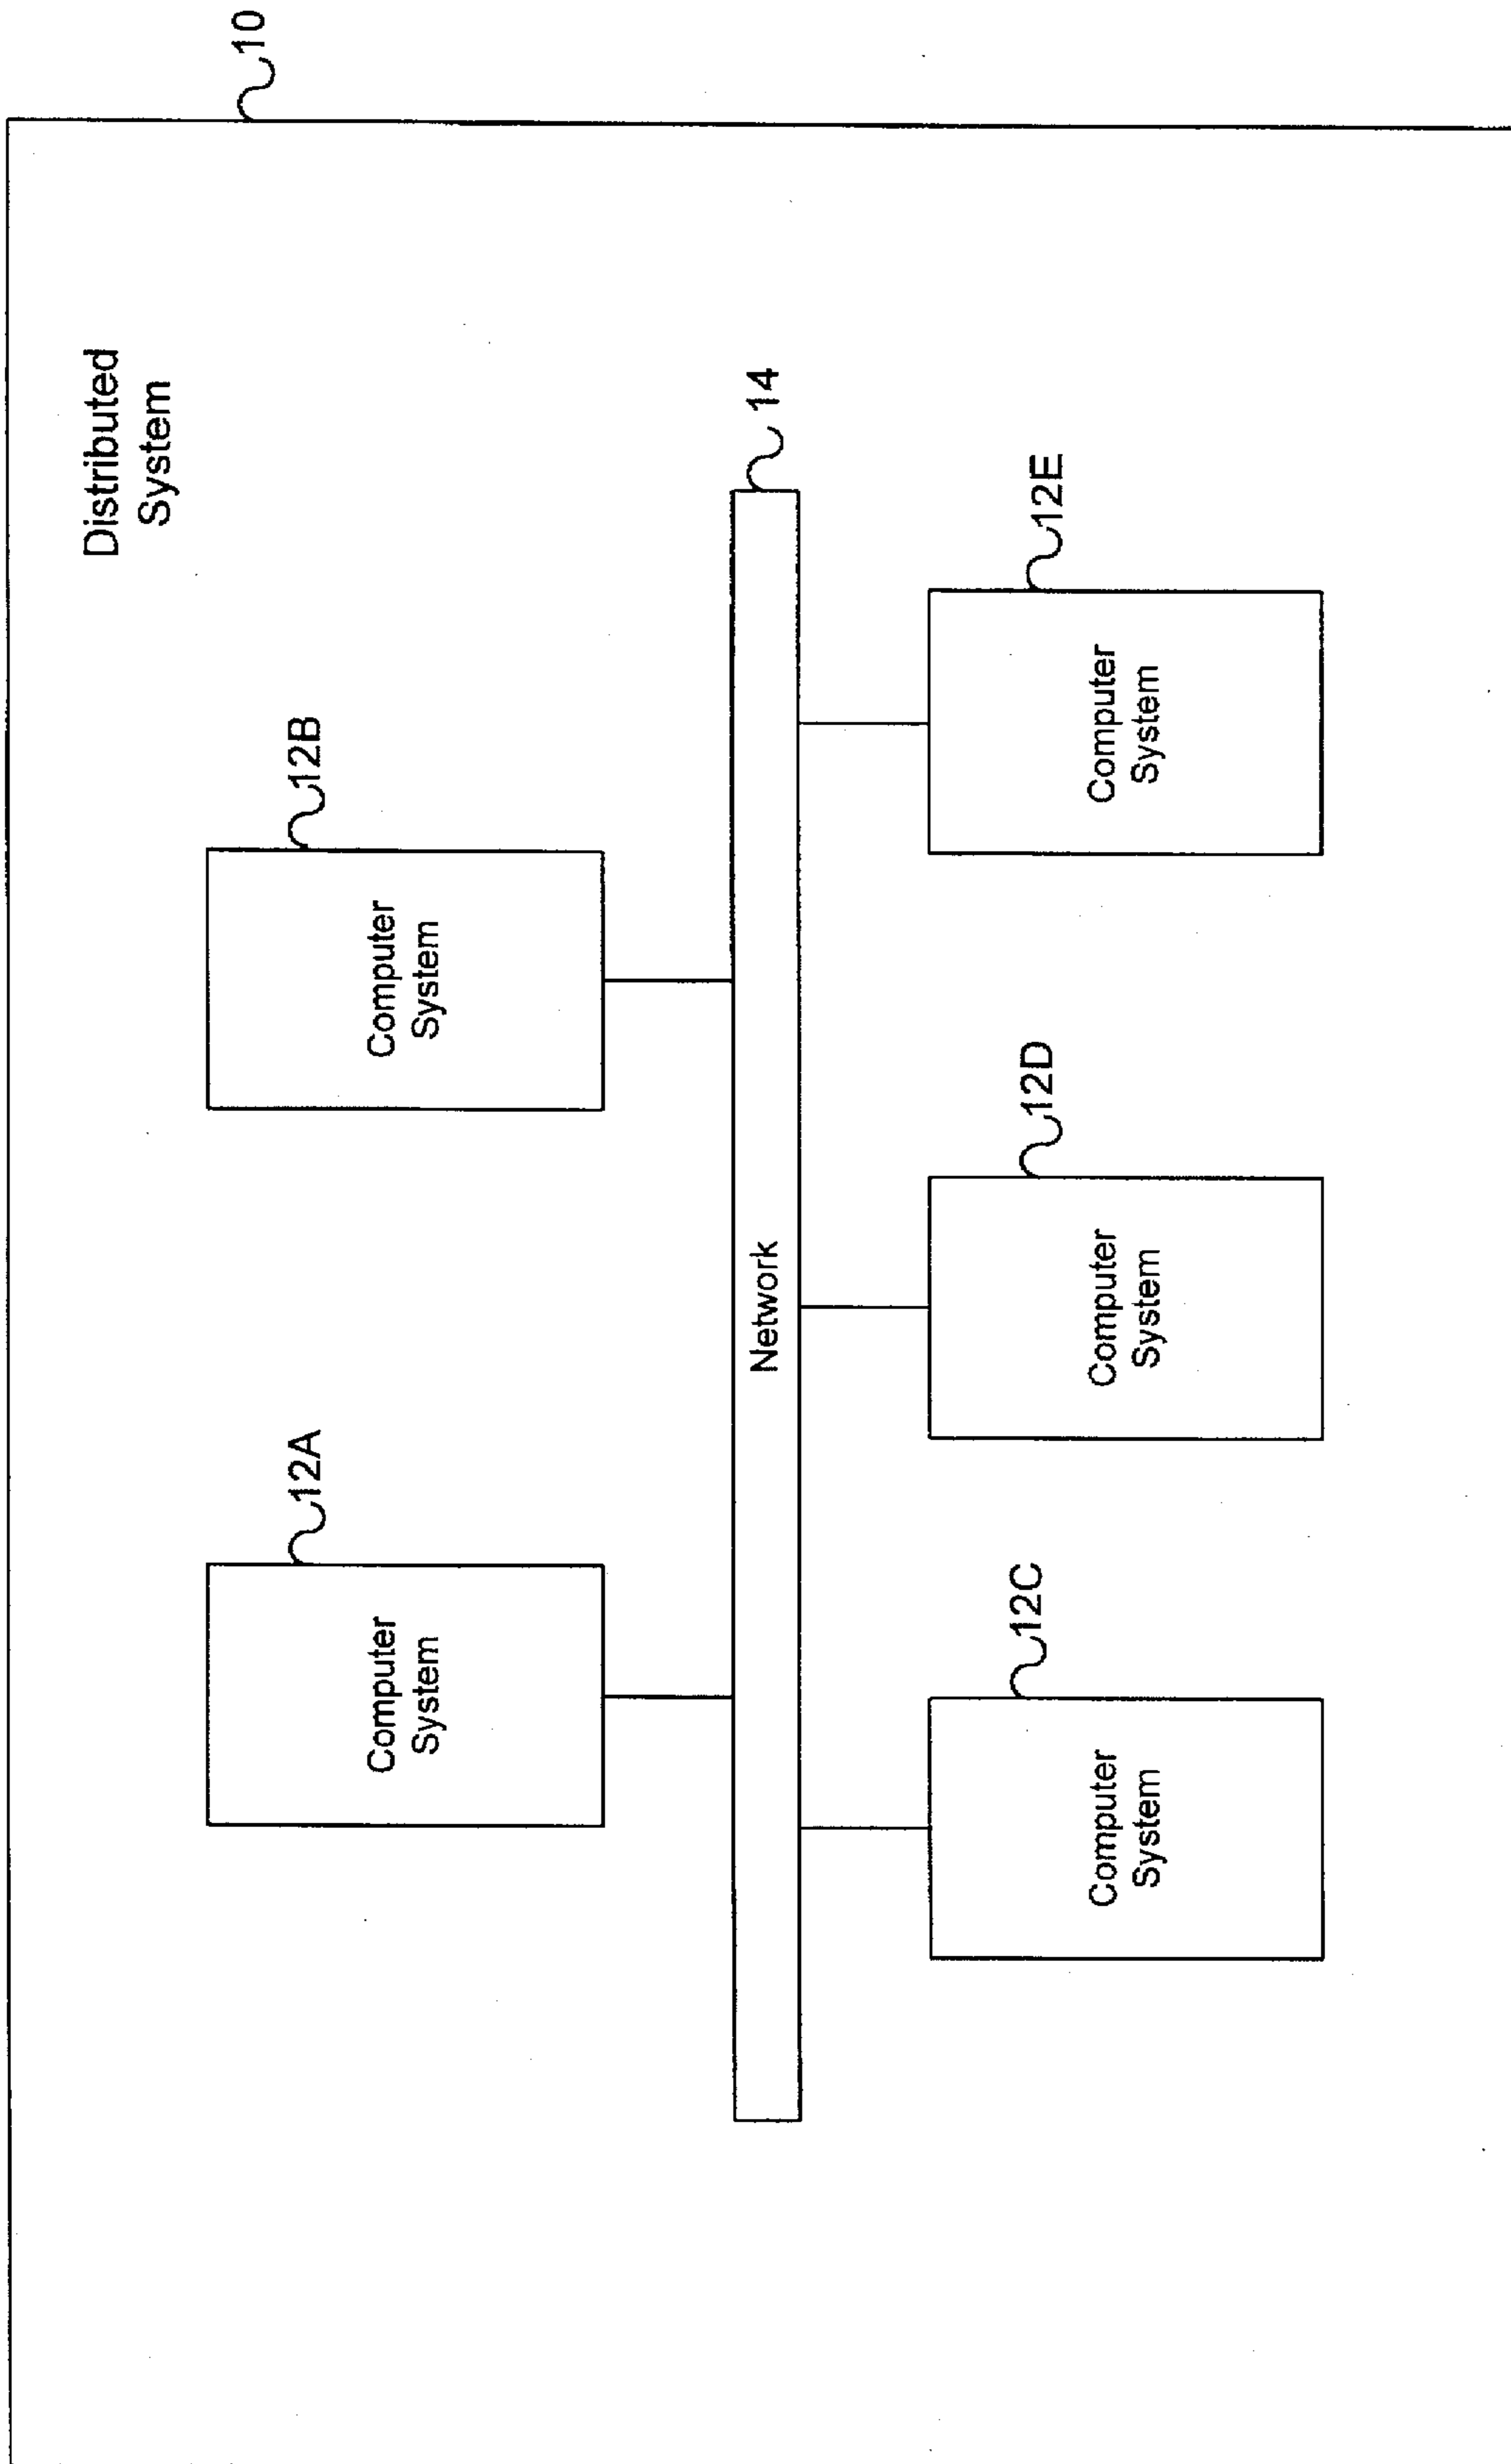 10
Distributed
System
12A
Computer
System
12B
Computer
System
Network
14
12C
Computer
System
12D
Computer
System
12E
Computer
System